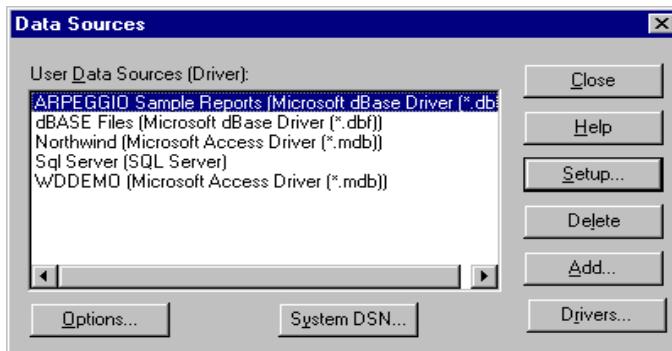 Data Sources
User Data Sources (Driver):
ARPEGGIO Sample Reports (Microsoft dBase Driver (*.db
dBASE Files (Microsoft dBase Driver (*.dbf))
Northwind (Microsoft Access Driver (*.mdb))
Sql Server (SQL Server)
WDDEMO (Microsoft Access Driver (*.mdb))
Close
Help
Setup...
Delete
Add...
Drivers...
Options...
System DSN...